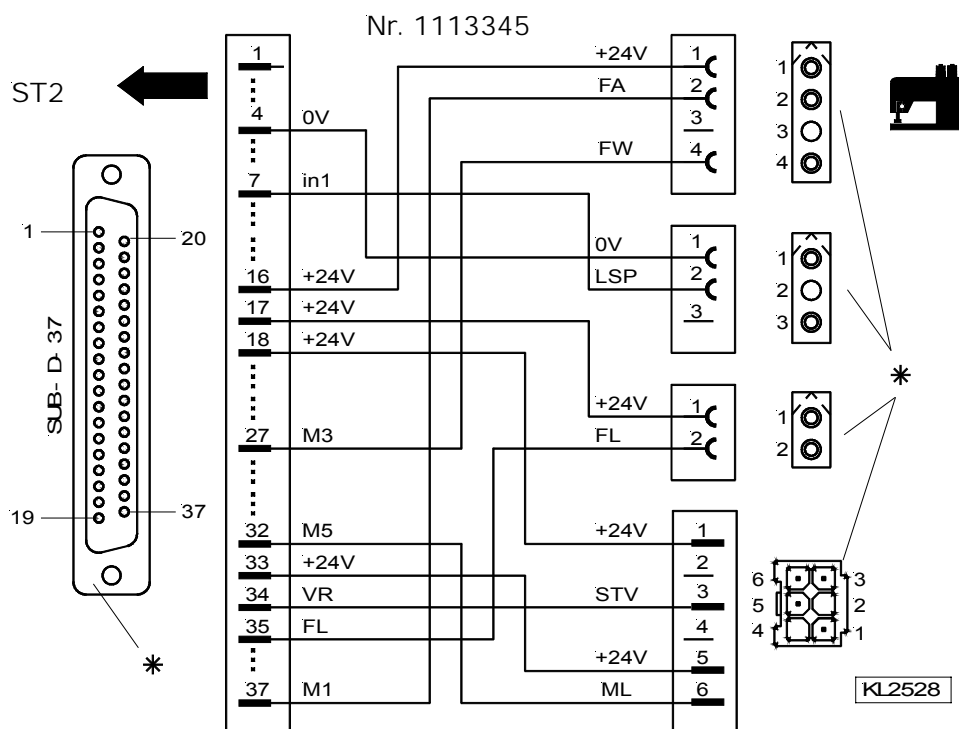 Nr. 1113345
ST2
SUB- D- 37
1
20
19
37
1
4 0V
7 in1
16 +24V
17 +24V
18 +24V
27 M3
32 M5
33 +24V
34 VR
35 FL
37 M1
+24V 1
FA 2
3
FW 4
0V 1
LSP 2
3
+24V 1
FL 2
+24V 1
2
STV 3
4
+24V 5
ML 6
1
2
3
4
1
2
3
1
2
6 3
5 2
4 1
KL2528